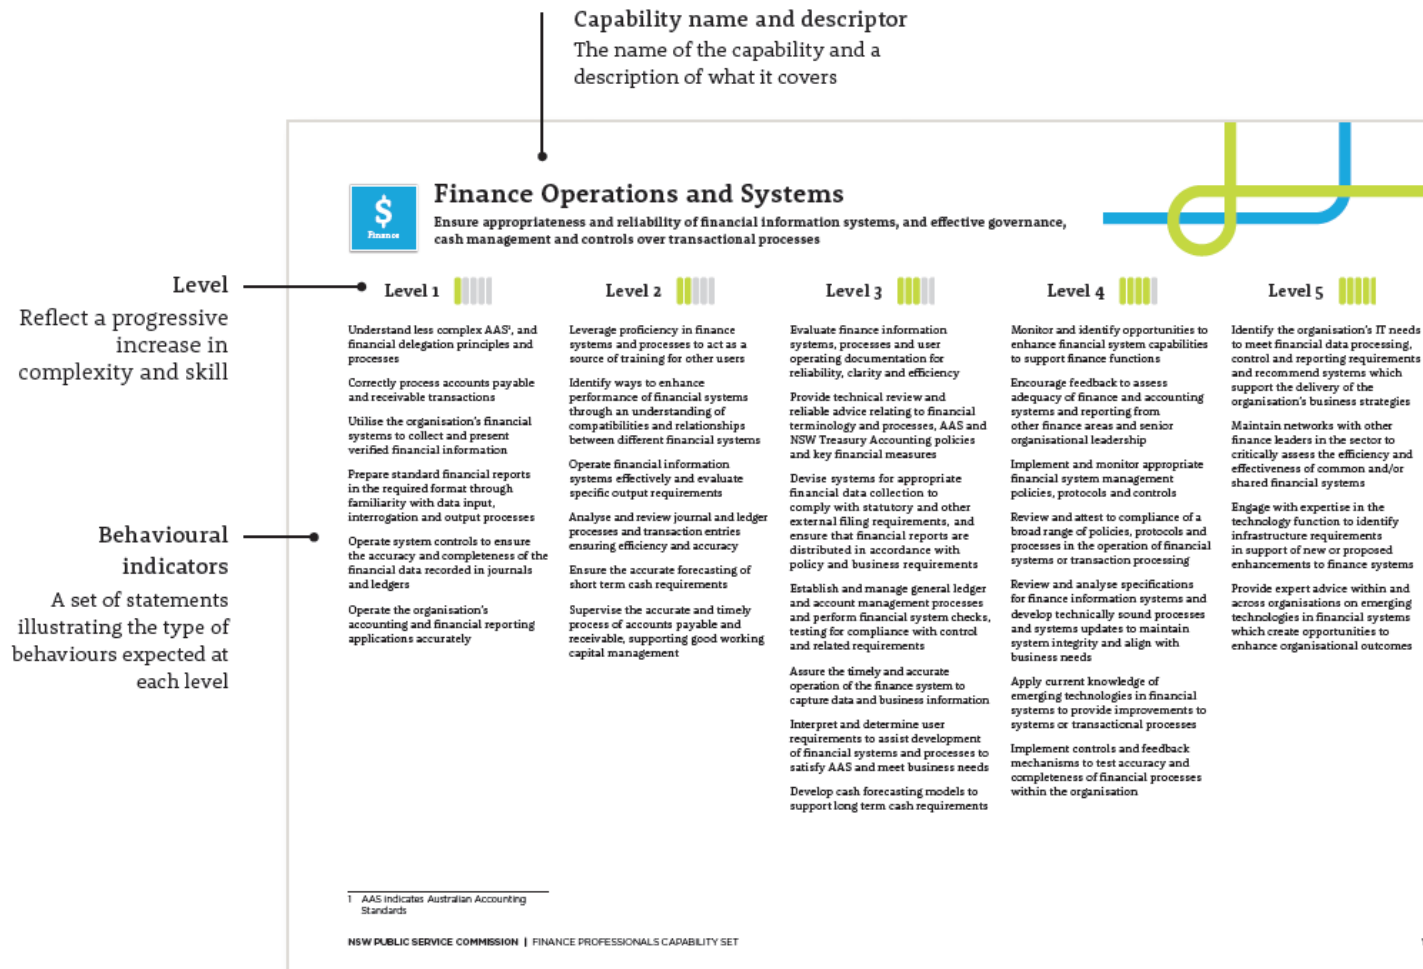 Capability name and descriptor
The name of the capability and a
description of what it covers
$
Finance
Finance Operations and Systems
Ensure appropriateness and reliability of financial information systems, and effective governance,
cash management and controls over transactional processes
Level
Reflect a progressive
increase in
complexity and skill
Behavioural
indicators
A set of statements
illustrating the type of
behaviours expected at
each level
Level 1
Understand less complex AAS¹, and
financial delegation principles and
processes
Correctly process accounts payable
and receivable transactions
Utilise the organisation's financial
systems to collect and present
verified financial information
Prepare standard financial reports
in the required format through
familiarity with data input,
interrogation and output processes
Operate system controls to ensure
the accuracy and completeness of the
financial data recorded in journals
and ledgers
Operate the organisation's
accounting and financial reporting
applications accurately
Level 2
Leverage proficiency in finance
systems and processes to act as a
source of training for other users
Identify ways to enhance
performance of financial systems
through an understanding of
compatibilities and relationships
between different financial systems
Operate financial information
systems effectively and evaluate
specific output requirements
Analyse and review journal and ledger
processes and transaction entries
ensuring efficiency and accuracy
Ensure the accurate forecasting of
short term cash requirements
Supervise the accurate and timely
process of accounts payable and
receivable, supporting good working
capital management
Level 3
Evaluate finance information
systems, processes and user
operating documentation for
reliability, clarity and efficiency
Provide technical review and
reliable advice relating to financial
terminology and processes, AAS and
NSW Treasury Accounting policies
and key financial measures
Devise systems for appropriate
financial data collection to
comply with statutory and other
external filing requirements, and
ensure that financial reports are
distributed in accordance with
policy and business requirements
Establish and manage general ledger
and account management processes
and perform financial system checks,
testing for compliance with control
and related requirements
Assure the timely and accurate
operation of the finance system to
capture data and business information
Interpret and determine user
requirements to assist development
of financial systems and processes to
satisfy AAS and meet business needs
Develop cash forecasting models to
support long term cash requirements
Level 4
Monitor and identify opportunities to
enhance financial system capabilities
to support finance functions
Encourage feedback to assess
adequacy of finance and accounting
systems and reporting from
other finance areas and senior
organisational leadership
Implement and monitor appropriate
financial system management
policies, protocols and controls
Review and attest to compliance of a
broad range of policies, protocols and
processes in the operation of financial
systems or transaction processing
Review and analyse specifications
for finance information systems and
develop technically sound processes
and systems updates to maintain
system integrity and align with
business needs
Apply current knowledge of
emerging technologies in financial
systems to provide improvements to
systems or transactional processes
Implement controls and feedback
mechanisms to test accuracy and
completeness of financial processes
within the organisation
Level 5
Identify the organisation's IT needs
to meet financial data processing,
control and reporting requirements
and recommend systems which
support the delivery of the
organisation's business strategies
Maintain networks with other
finance leaders in the sector to
critically assess the efficiency and
effectiveness of common and/or
shared financial systems
Engage with expertise in the
technology function to identify
infrastructure requirements
in support of new or proposed
enhancements to finance systems
Provide expert advice within and
across organisations on emerging
technologies in financial systems
which create opportunities to
enhance organisational outcomes
1 AAS indicates Australian Accounting
Standards
NSW PUBLIC SERVICE COMMISSION | FINANCE PROFESSIONALS CAPABILITY SET